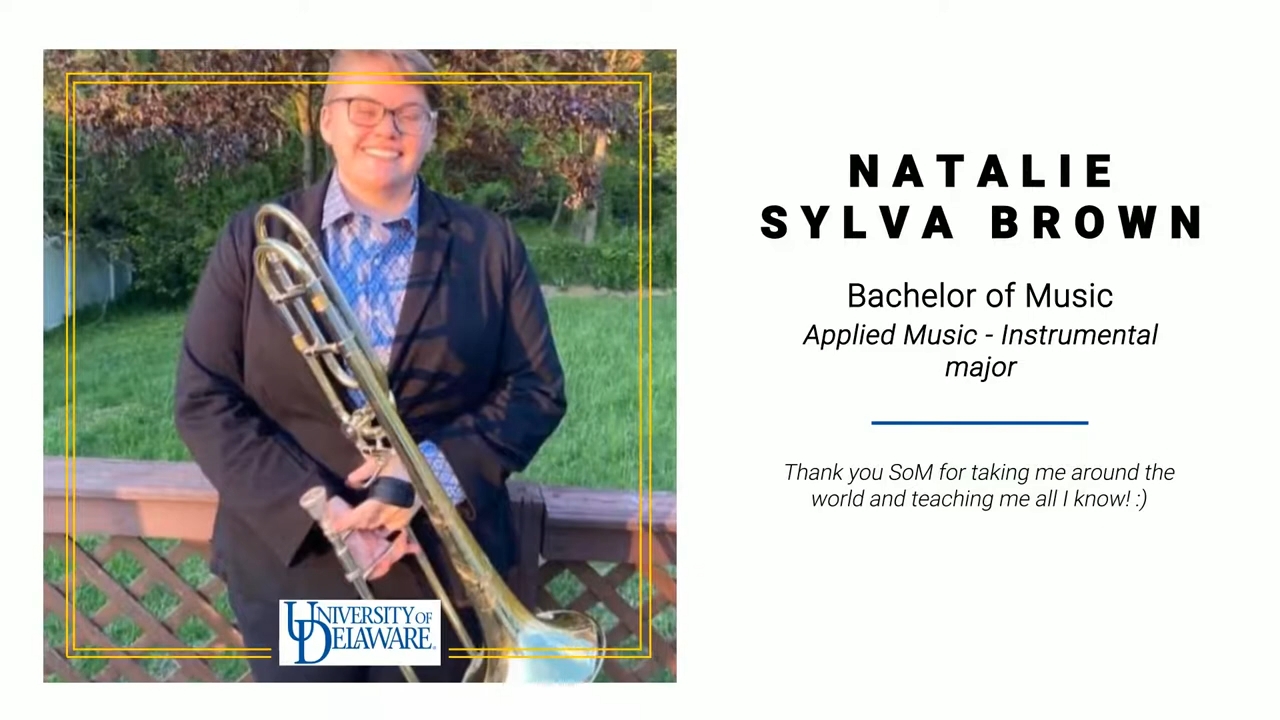 NATALIE
SYLVA BROWN
Bachelor of Music
Applied Music - Instrumental
major
Thank you SoM for taking me around the
world and teaching me all I know! :)
UNIVERSITY OF
DELAWARE